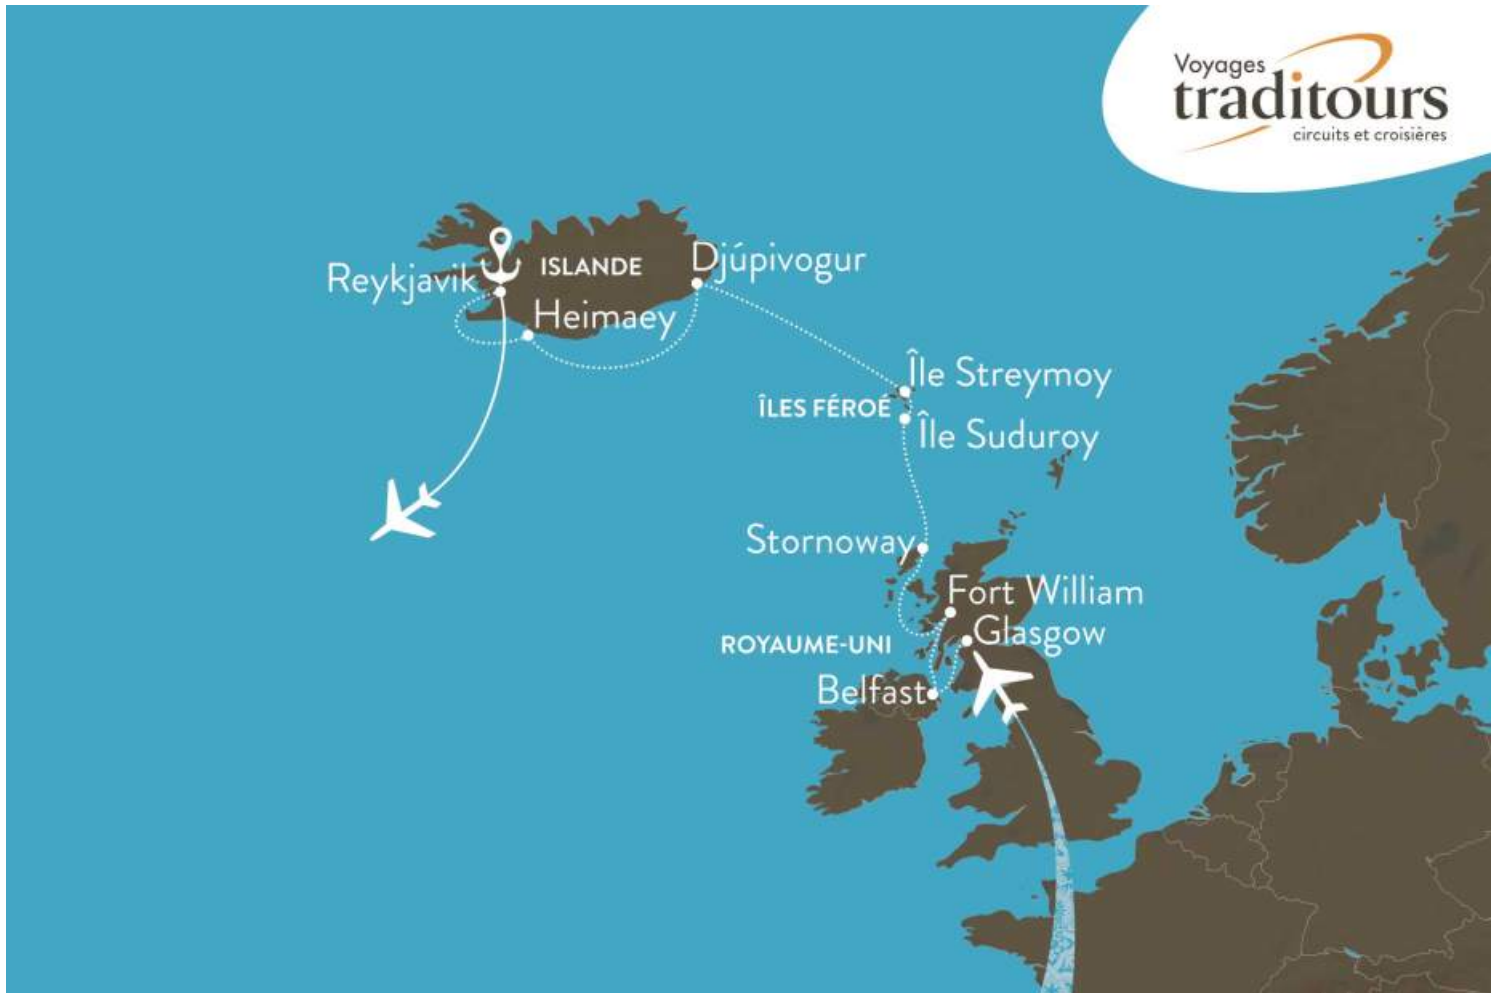 Voyages
traditours
circuits et croisières
Reykjavik
ISLANDE
Djúpivogur
Heimaey
Île Streymoy
ÎLES FÉROÉ
Île Suduroy
Stornoway
Fort William
Glasgow
ROYAUME-UNI
Belfast